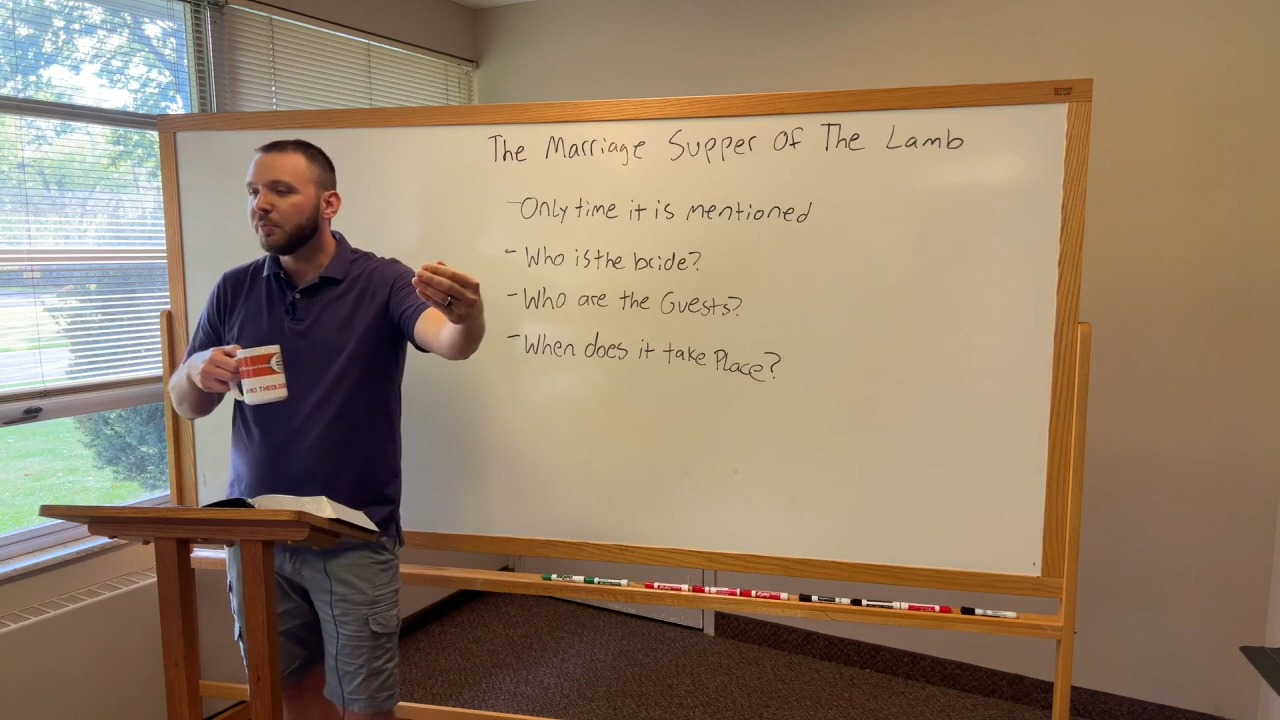 The Marriage Supper Of The Lamb
- Only time it is mentioned
- Who is the bride?
- Who are the Guests?
- When does it take Place?
EXPO